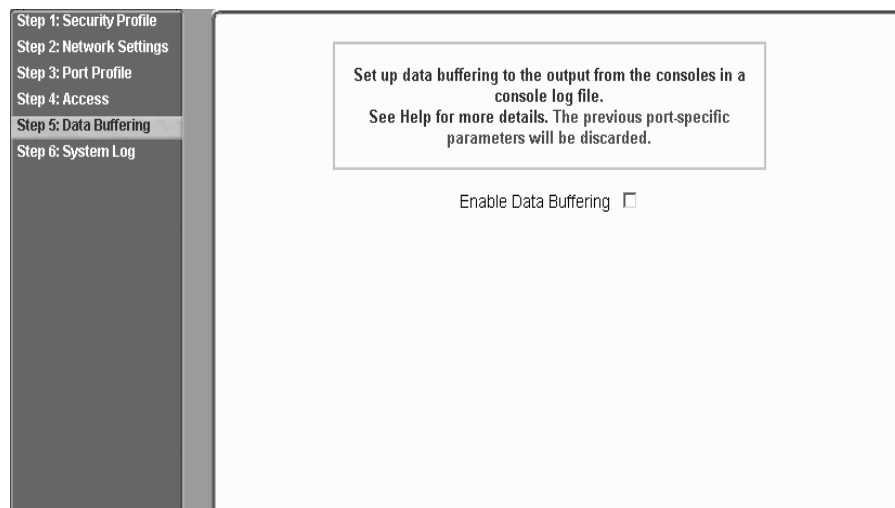 Step 1: Security Profile
Step 2: Network Settings
Step 3: Port Profile
Step 4: Access
Step 5: Data Buffering
Step 6: System Log
Set up data buffering to the output from the consoles in a
console log file.
See Help for more details. The previous port-specific
parameters will be discarded.
Enable Data Buffering